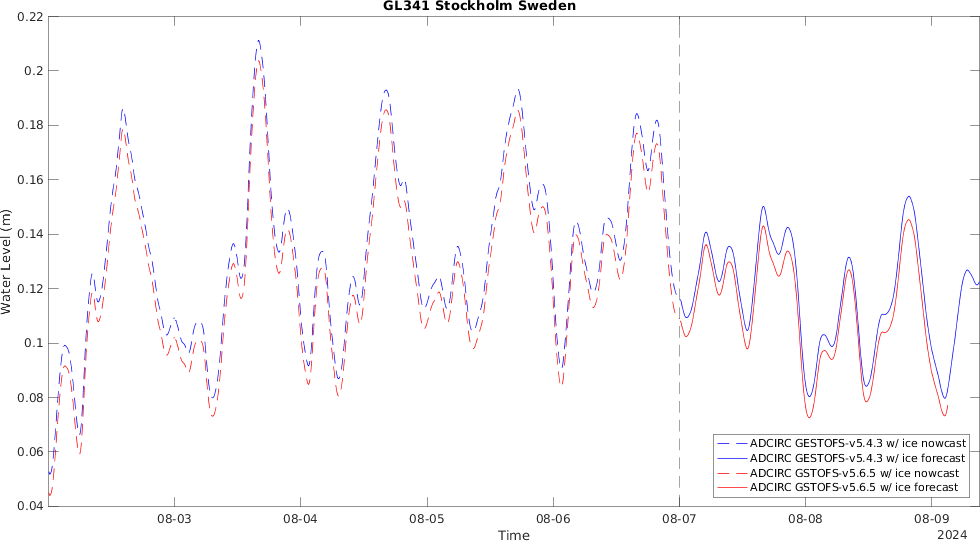 GL341 Stockholm Sweden
0.22
0.2
0.18
0.16
0.14
0.12
0.1
0.08
0.06
0.04
Water Level (m)
08-03 08-04 08-05 08-06 08-07 08-08 08-09
Time
2024
ADCIRC GESTOFS-v5.4.3 w/ ice nowcast
ADCIRC GESTOFS-v5.4.3 w/ ice forecast
ADCIRC GSTOFS-v5.6.5 w/ ice nowcast
ADCIRC GSTOFS-v5.6.5 w/ ice forecast